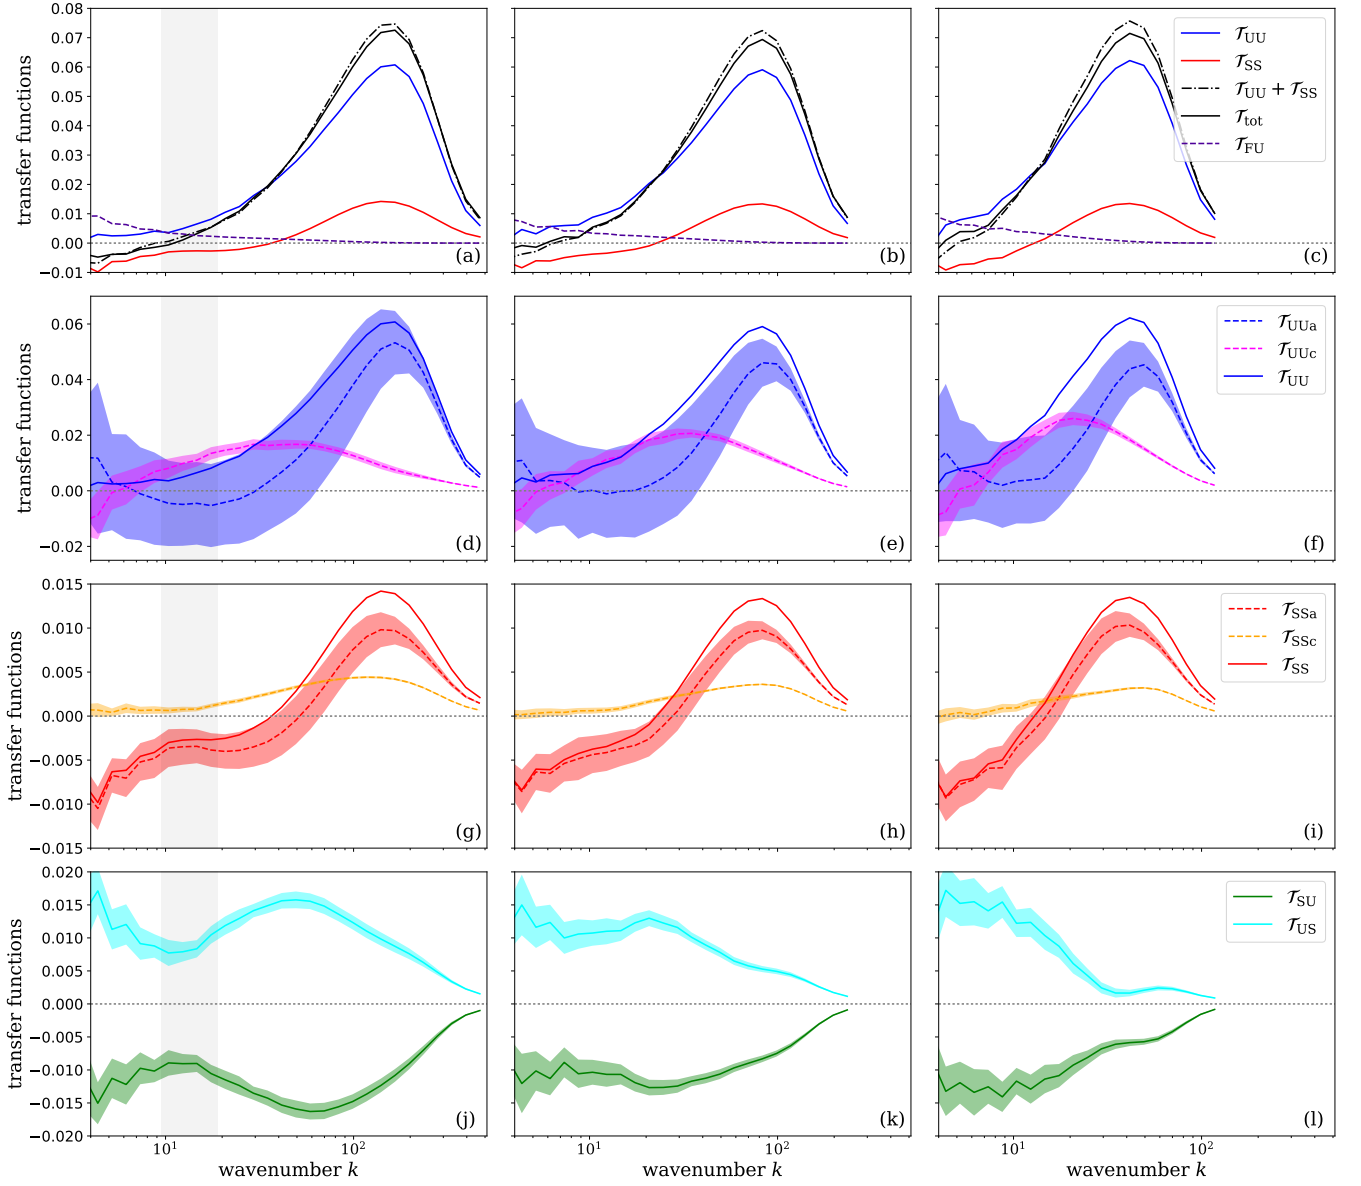 transfer functions
0.08
0.07
0.06
0.05
0.04
0.03
0.02
0.01
0.00
−0.01
(a)
(b)
(c)
𝒯UU
𝒯SS
𝒯UU + 𝒯SS
𝒯tot
𝒯FU
transfer functions
0.06
0.04
0.02
0.00
−0.02
(d)
(e)
(f)
𝒯UUa
𝒯UUc
𝒯UU
transfer functions
0.015
0.010
0.005
0.000
−0.005
−0.010
−0.015
(g)
(h)
(i)
𝒯SSa
𝒯SSc
𝒯SS
transfer functions
0.020
0.015
0.010
0.005
0.000
−0.005
−0.010
−0.015
−0.020
(j)
(k)
(l)
𝒯SU
𝒯US
10¹ 10² 10¹ 10² 10¹ 10²
wavenumber k wavenumber k wavenumber k